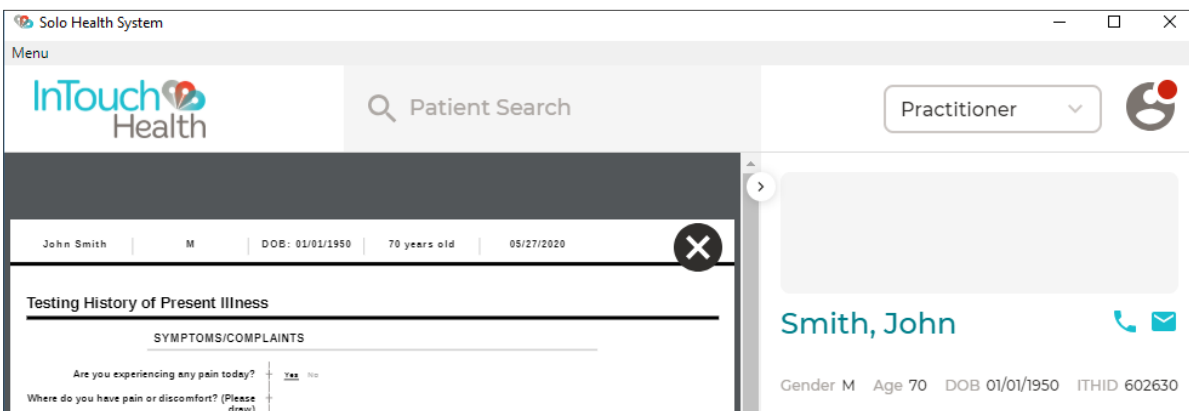 Solo Health System
Menu
InTouch
Health
Patient Search
Practitioner
John Smith M DOB: 01/01/1950 70 years old 05/27/2020
Testing History of Present Illness
SYMPTOMS/COMPLAINTS
Are you experiencing any pain today? Yes No
Where do you have pain or discomfort? (Please
draw)
Smith, John
Gender M Age 70 DOB 01/01/1950 ITHID 602630